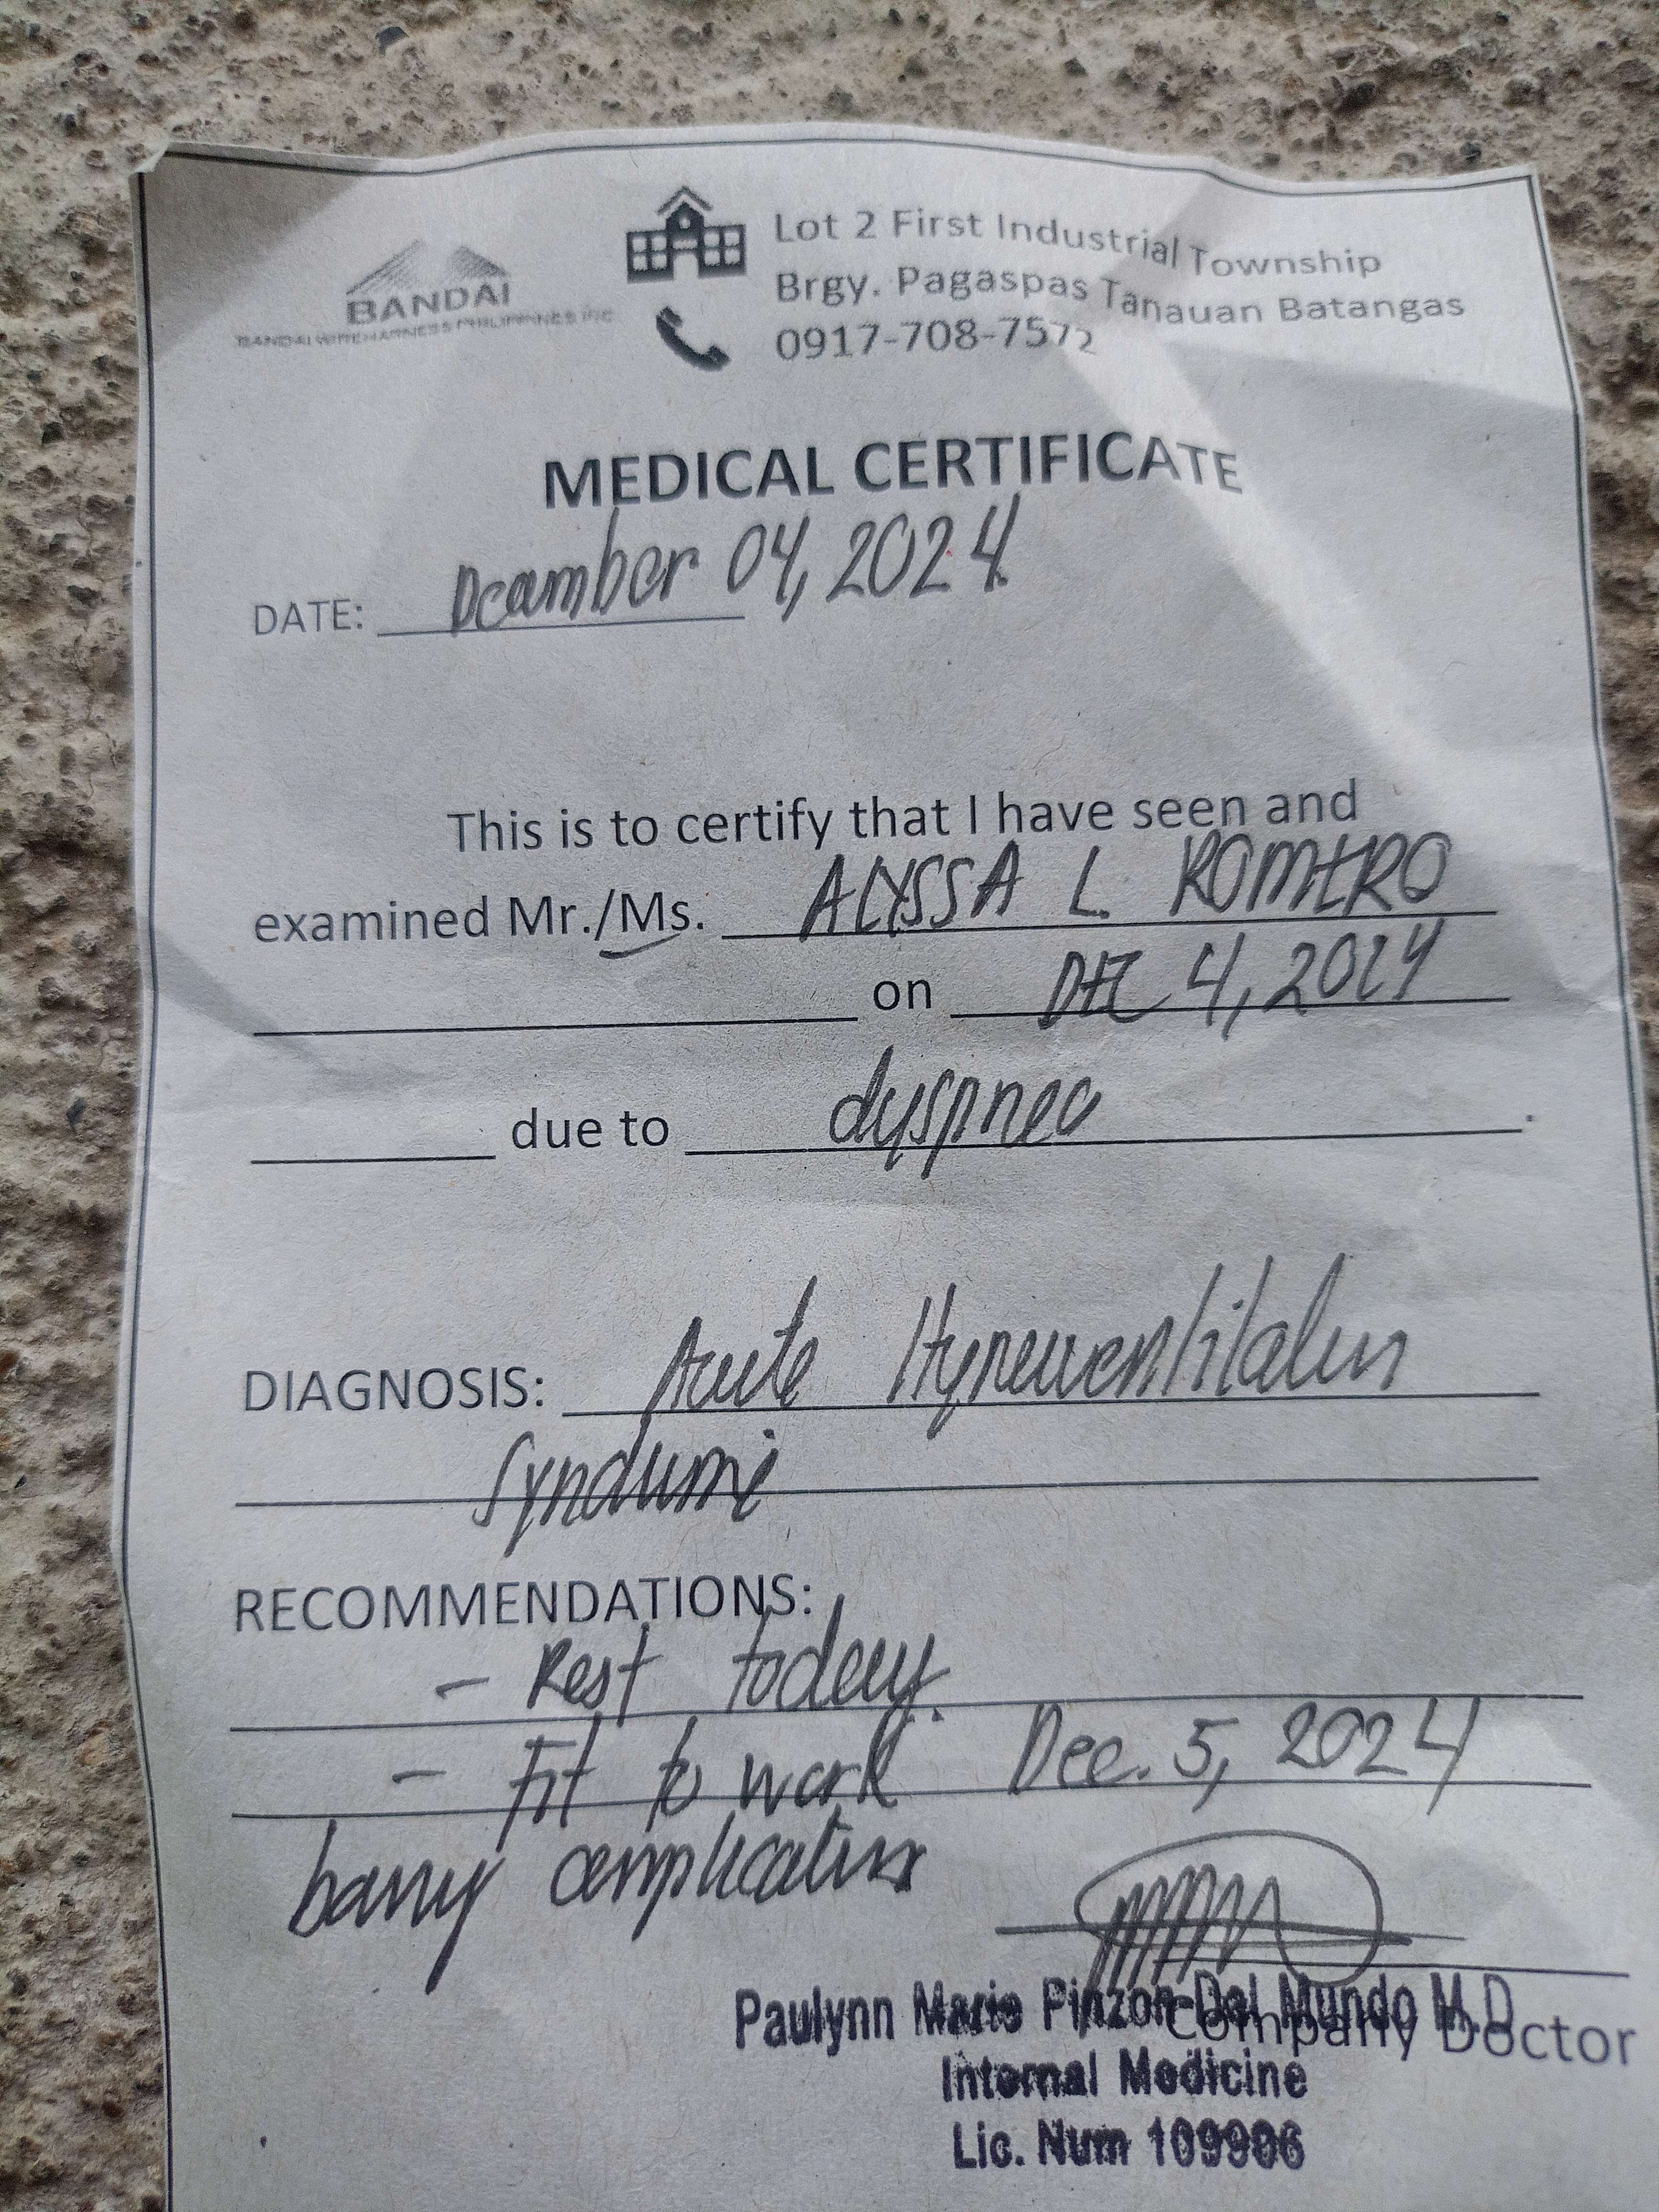 BANDAI
BANDAI WIREHARNESS PHILIPPINES INC
Lot 2 First Industrial Township
Brgy. Pagaspas Tanauan Batangas
0917-708-7572
MEDICAL CERTIFICATE
DATE: December 04, 2024
This is to certify that I have seen and
examined Mr./Ms. ALYSSA L. ROMERO
on DEC 4, 2024
due to dyspnea.
DIAGNOSIS: Acute Hyperventilation
Syndrome
RECOMMENDATIONS:
- Rest today.
- Fit to work Dec. 5, 2024
barring complications
Paulynn Marie Pinzon-Del Mundo M.D
Company Doctor
Internal Medicine
Lic. Num 109906